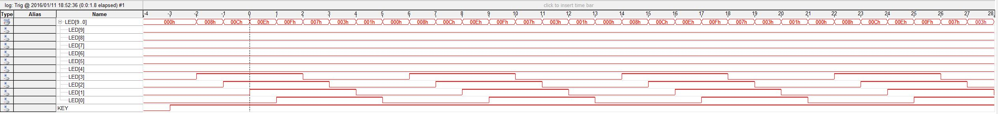 log: Trig @ 2016/01/11 18:52:36 (0:0:1.8 elapsed) #1 click to insert time bar
Type Alias Name -4 -3 -2 -1 0 1 2 3 4 5 6 7 8 9 10 11 12 13 14 15 16 17 18 19 20 21 22 23 24 25 26 27 28
out LED[9..0] 000h 008h 00Ch 00Eh 00Fh 007h 003h 001h 000h 008h 00Ch 00Eh 00Fh 007h 003h 001h 000h 008h 00Ch 00Eh 00Fh 007h 003h 001h 000h 008h 00Ch 00Eh 00Fh 007h 003h
* LED[9]
* LED[8]
* LED[7]
* LED[6]
* LED[5]
* LED[4]
* LED[3]
* LED[2]
* LED[1]
* LED[0]
* KEY